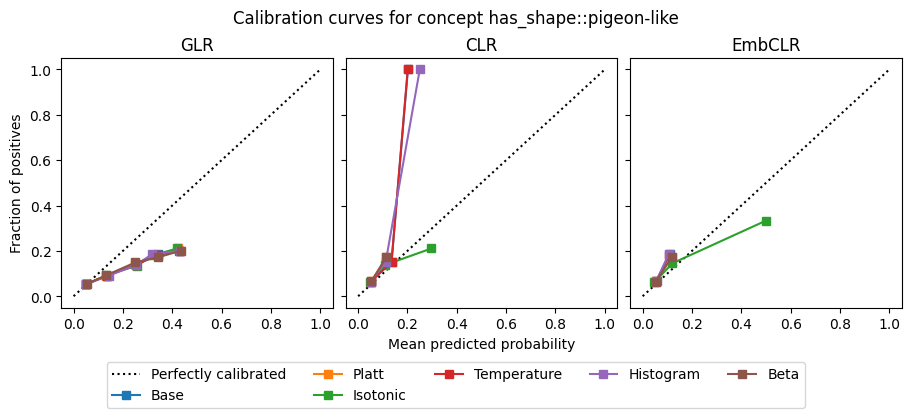 Calibration curves for concept has_shape::pigeon-like
GLR
CLR
EmbCLR
Fraction of positives
1.0
0.8
0.6
0.4
0.2
0.0
0.0 0.2 0.4 0.6 0.8 1.0
0.0 0.2 0.4 0.6 0.8 1.0
0.0 0.2 0.4 0.6 0.8 1.0
Mean predicted probability
Perfectly calibrated
Base
Platt
Isotonic
Temperature
Histogram
Beta